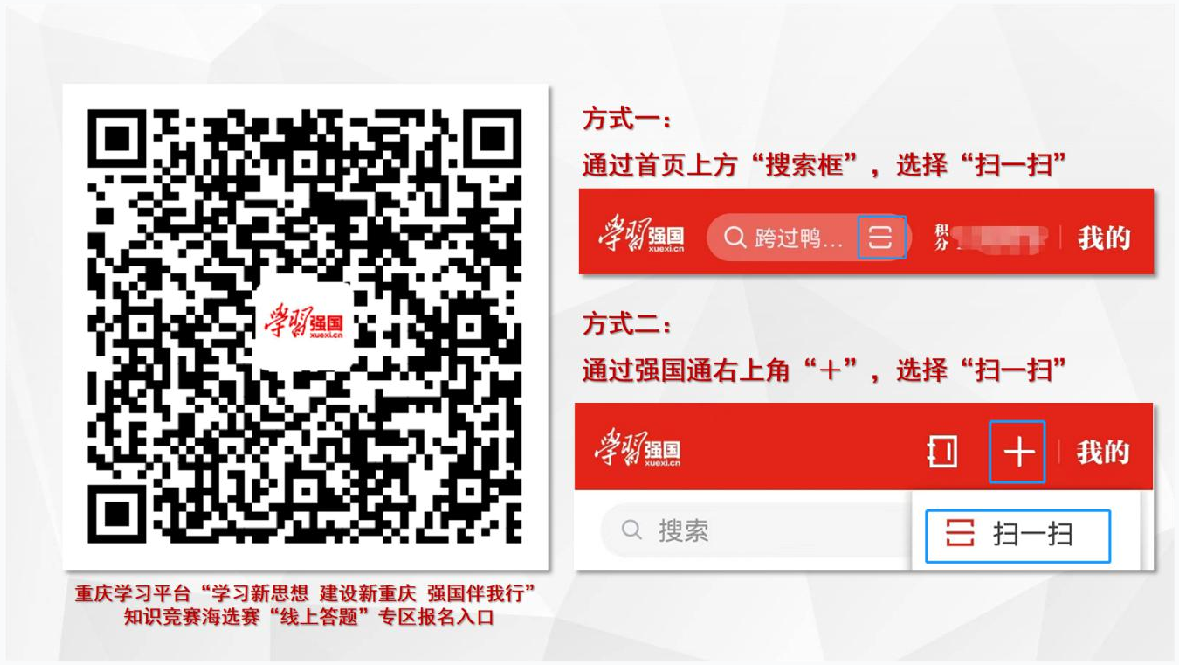 学习强国
xuexi.cn
重庆学习平台“学习新思想 建设新重庆 强国伴我行”
知识竞赛海选赛“线上答题”专区报名入口
方式一：
通过首页上方“搜索框”，选择“扫一扫”
学习强国
xuexi.cn
跨过鸭...
积分
我的
方式二：
通过强国通右上角“＋”，选择“扫一扫”
学习强国
xuexi.cn
我的
搜索
扫一扫